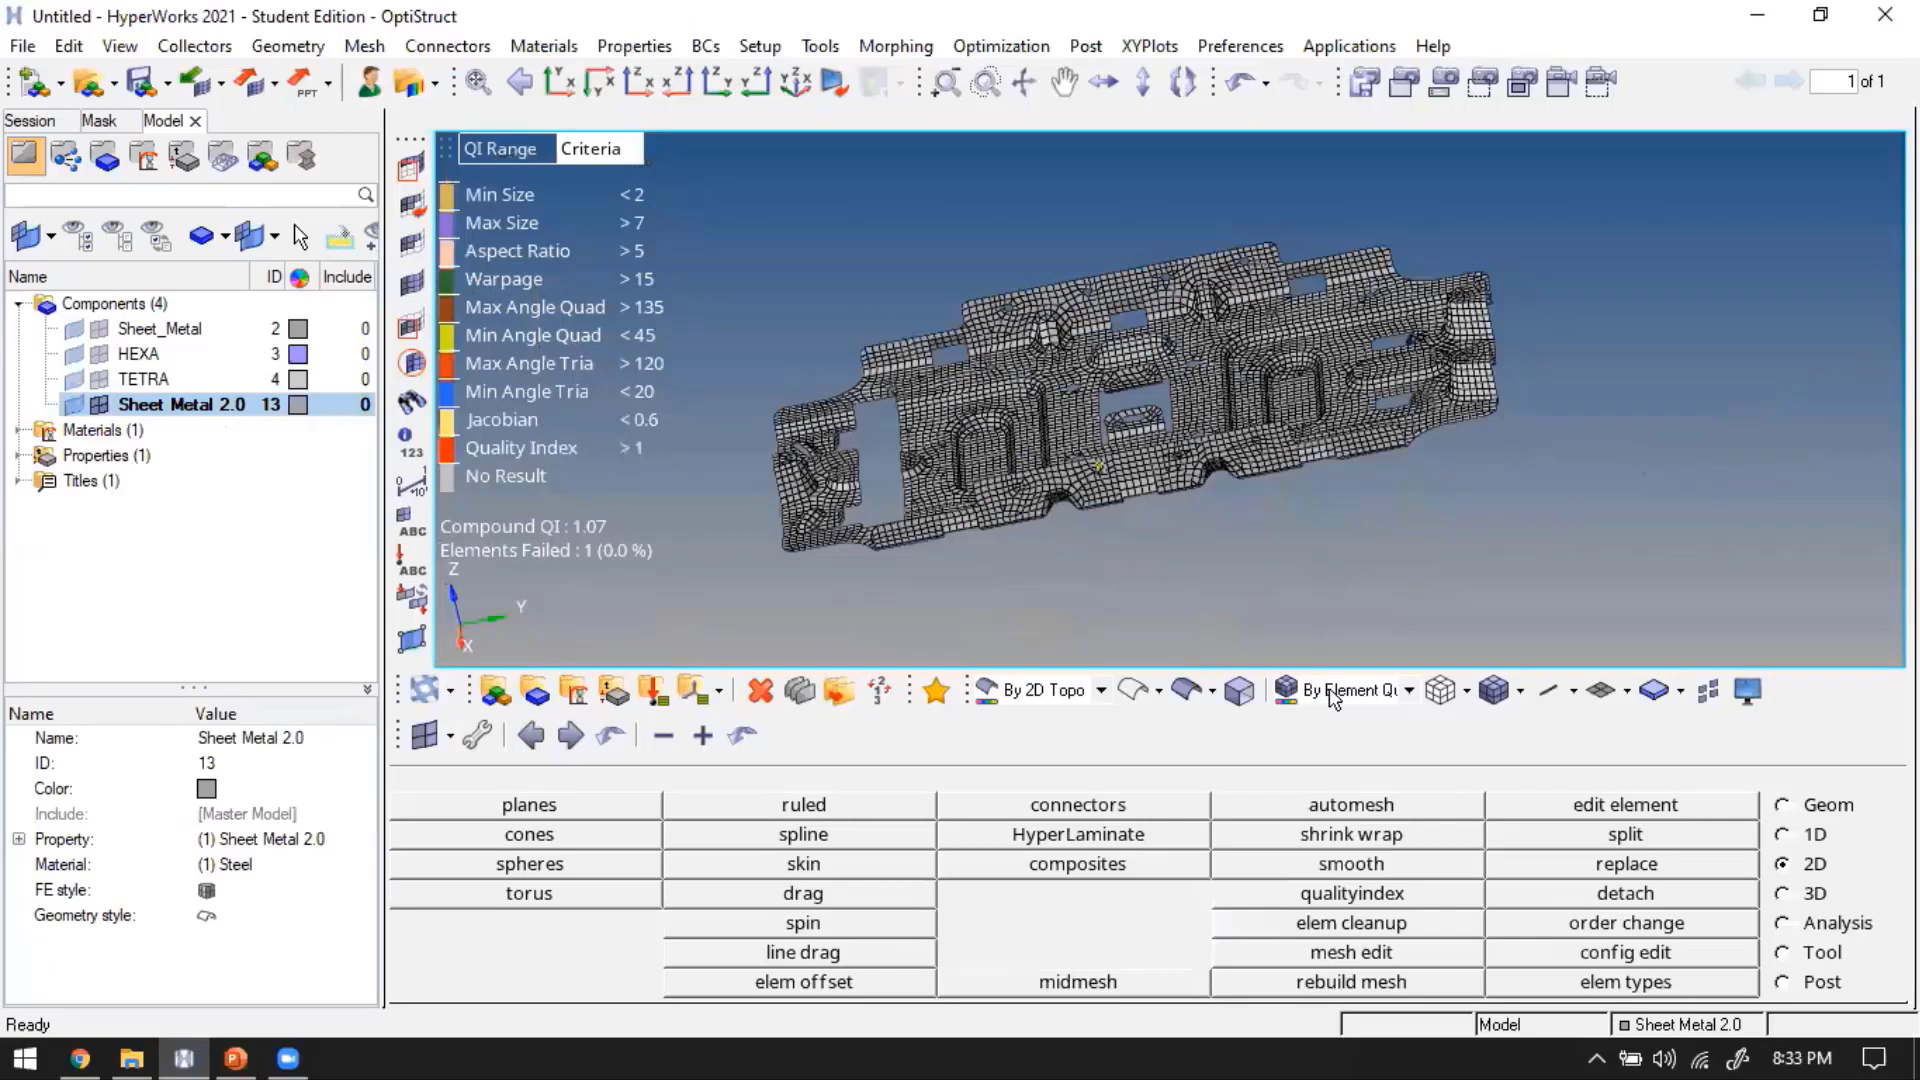 Untitled - HyperWorks 2021 - Student Edition - OptiStruct
File Edit View Collectors Geometry Mesh Connectors Materials Properties BCs Setup Tools Morphing Optimization Post XYPlots Preferences Applications Help
PPT
1 of 1
Session Mask Model
Name ID Include
Components (4)
Sheet_Metal 2 0
HEXA 3 0
TETRA 4 0
Sheet Metal 2.0 13 0
Materials (1)
Properties (1)
Titles (1)
QI Range Criteria
Min Size < 2
Max Size > 7
Aspect Ratio > 5
Warpage > 15
Max Angle Quad > 135
Min Angle Quad < 45
Max Angle Tria > 120
Min Angle Tria < 20
Jacobian < 0.6
Quality Index > 1
No Result
Compound QI : 1.07
Elements Failed : 1 (0.0 %)
Z
Y
X
123
ABC
ABC
By 2D Topo By Element Qu
Name Value
Name: Sheet Metal 2.0
ID: 13
Color:
Include: [Master Model]
Property: (1) Sheet Metal 2.0
Material: (1) Steel
FE style:
Geometry style:
planes ruled connectors automesh edit element Geom
cones spline HyperLaminate shrink wrap split 1D
spheres skin composites smooth replace 2D
torus drag qualityindex detach 3D
spin elem cleanup order change Analysis
line drag mesh edit config edit Tool
elem offset midmesh rebuild mesh elem types Post
Ready Model Sheet Metal 2.0
8:33 PM